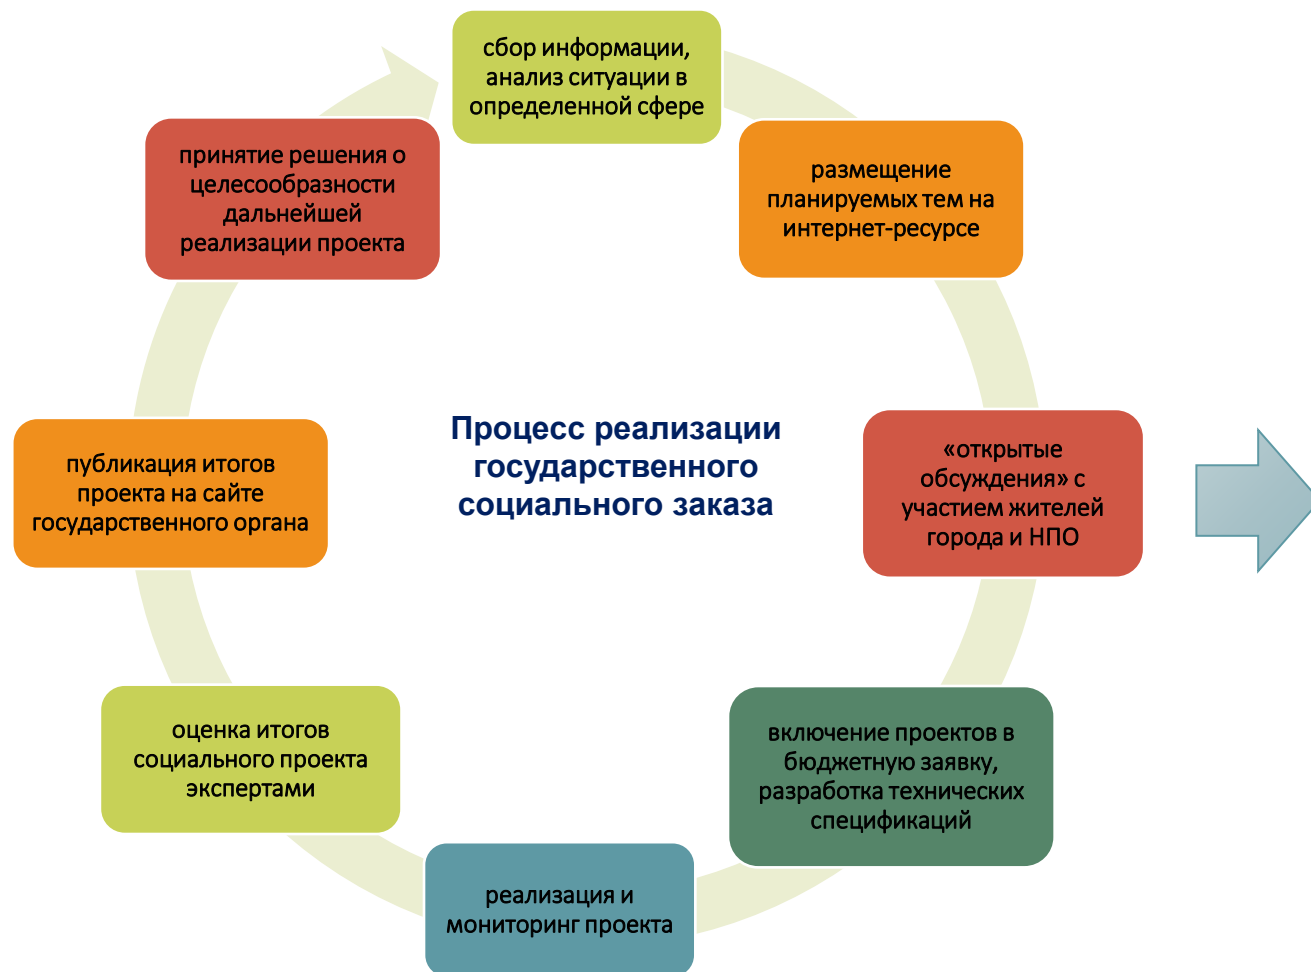 сбор информации,
анализ ситуации в
определенной сфере
размещение
планируемых тем на
интернет-ресурсе
«открытые
обсуждения» с
участием жителей
города и НПО
включение проектов в
бюджетную заявку,
разработка технических
спецификаций
реализация и
мониторинг проекта
оценка итогов
социального проекта
экспертами
публикация итогов
проекта на сайте
государственного органа
принятие решения о
целесообразности
дальнейшей
реализации проекта
Процесс реализации
государственного
социального заказа